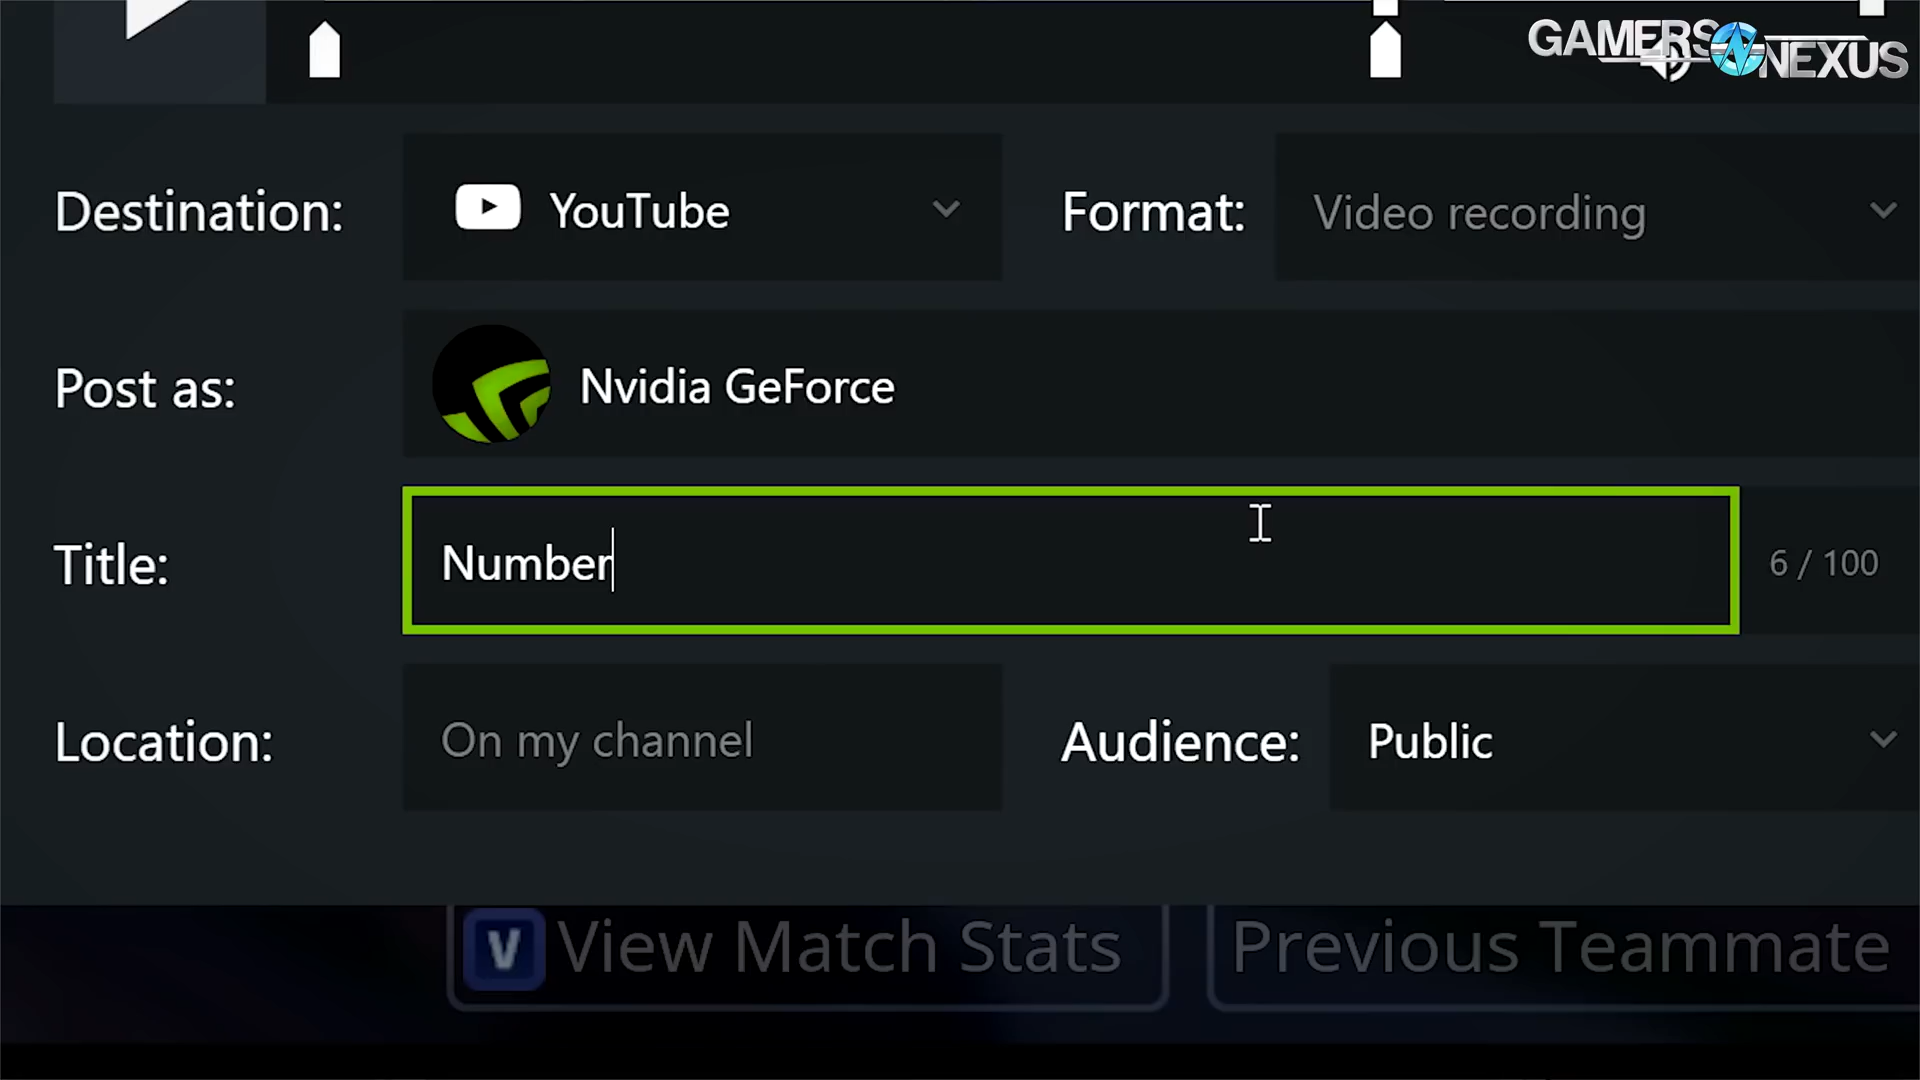 GAMERS NEXUS
Destination: YouTube Format: Video recording
Post as: Nvidia GeForce
Title: Number 6 / 100
Location: On my channel Audience: Public
V View Match Stats Previous Teammate